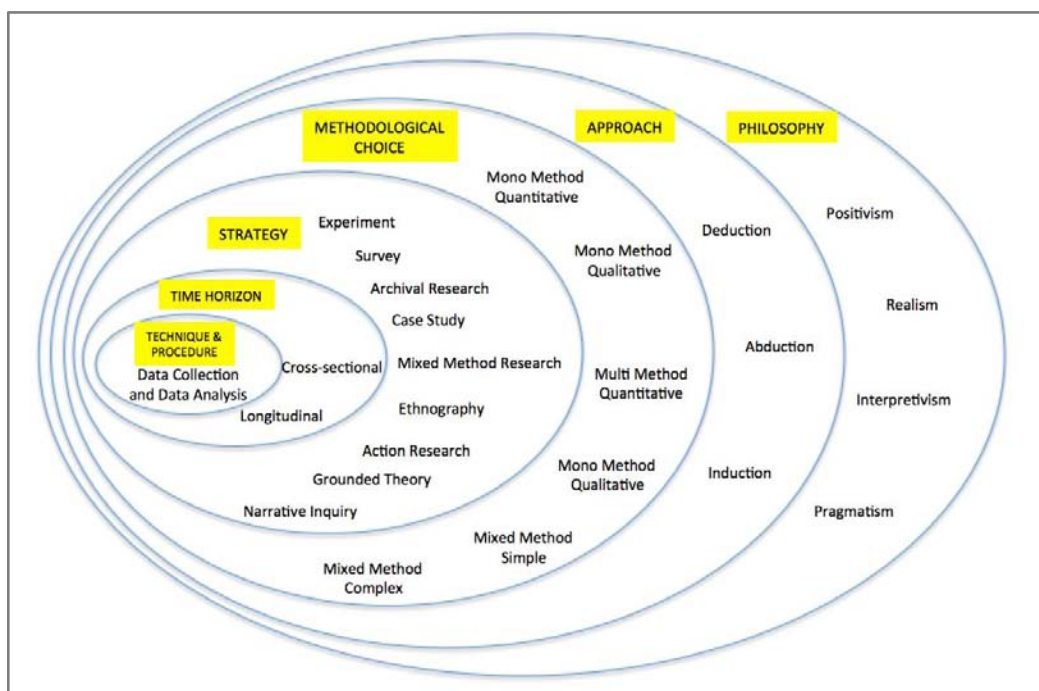 METHODOLOGICAL
CHOICE
APPROACH
PHILOSOPHY
Mono Method
Quantitative
Positivism
Experiment
Deduction
STRATEGY
Survey
Mono Method
Qualitative
TIME HORIZON
Archival Research
Realism
Case Study
TECHNIQUE &
PROCEDURE
Abduction
Data Collection
and Data Analysis
Cross-sectional
Mixed Method Research
Multi Method
Quantitative
Interpretivism
Longitudinal
Ethnography
Action Research
Mono Method
Qualitative
Induction
Grounded Theory
Narrative Inquiry
Pragmatism
Mixed Method
Simple
Mixed Method
Complex